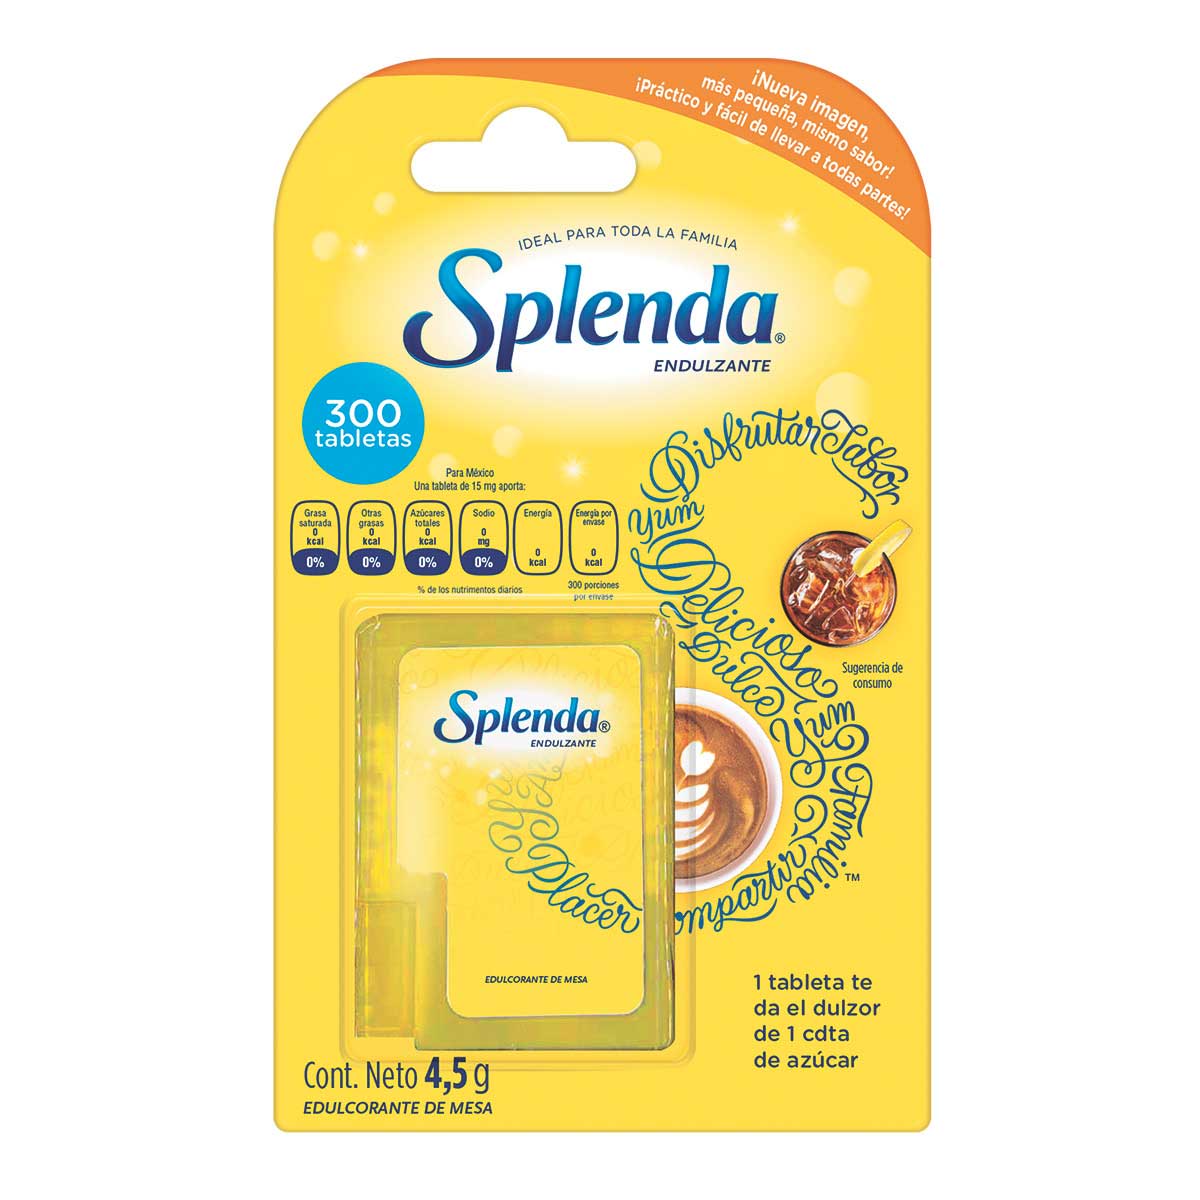 ¡Nueva imagen,
más pequeña, mismo sabor!
¡Práctico y fácil de llevar a todas partes!
IDEAL PARA TODA LA FAMILIA
Splenda®
ENDULZANTE
300
tabletas
Para México
Una tableta de 15 mg aporta:
Grasa saturada 0 kcal 0%
Otras grasas 0 kcal 0%
Azúcares totales 0 kcal 0%
Sodio 0 mg 0%
Energía 0 kcal
Energía por envase 0 kcal
% de los nutrimentos diarios
300 porciones
por envase
Disfrutar Sabor
Yum Delicioso Yum Familia
Dulce
Compartir
™
Sugerencia de
consumo
Splenda®
ENDULZANTE
Placer
EDULCORANTE DE MESA
1 tableta te
da el dulzor
de 1 cdta
de azúcar
Cont. Neto 4,5 g
EDULCORANTE DE MESA